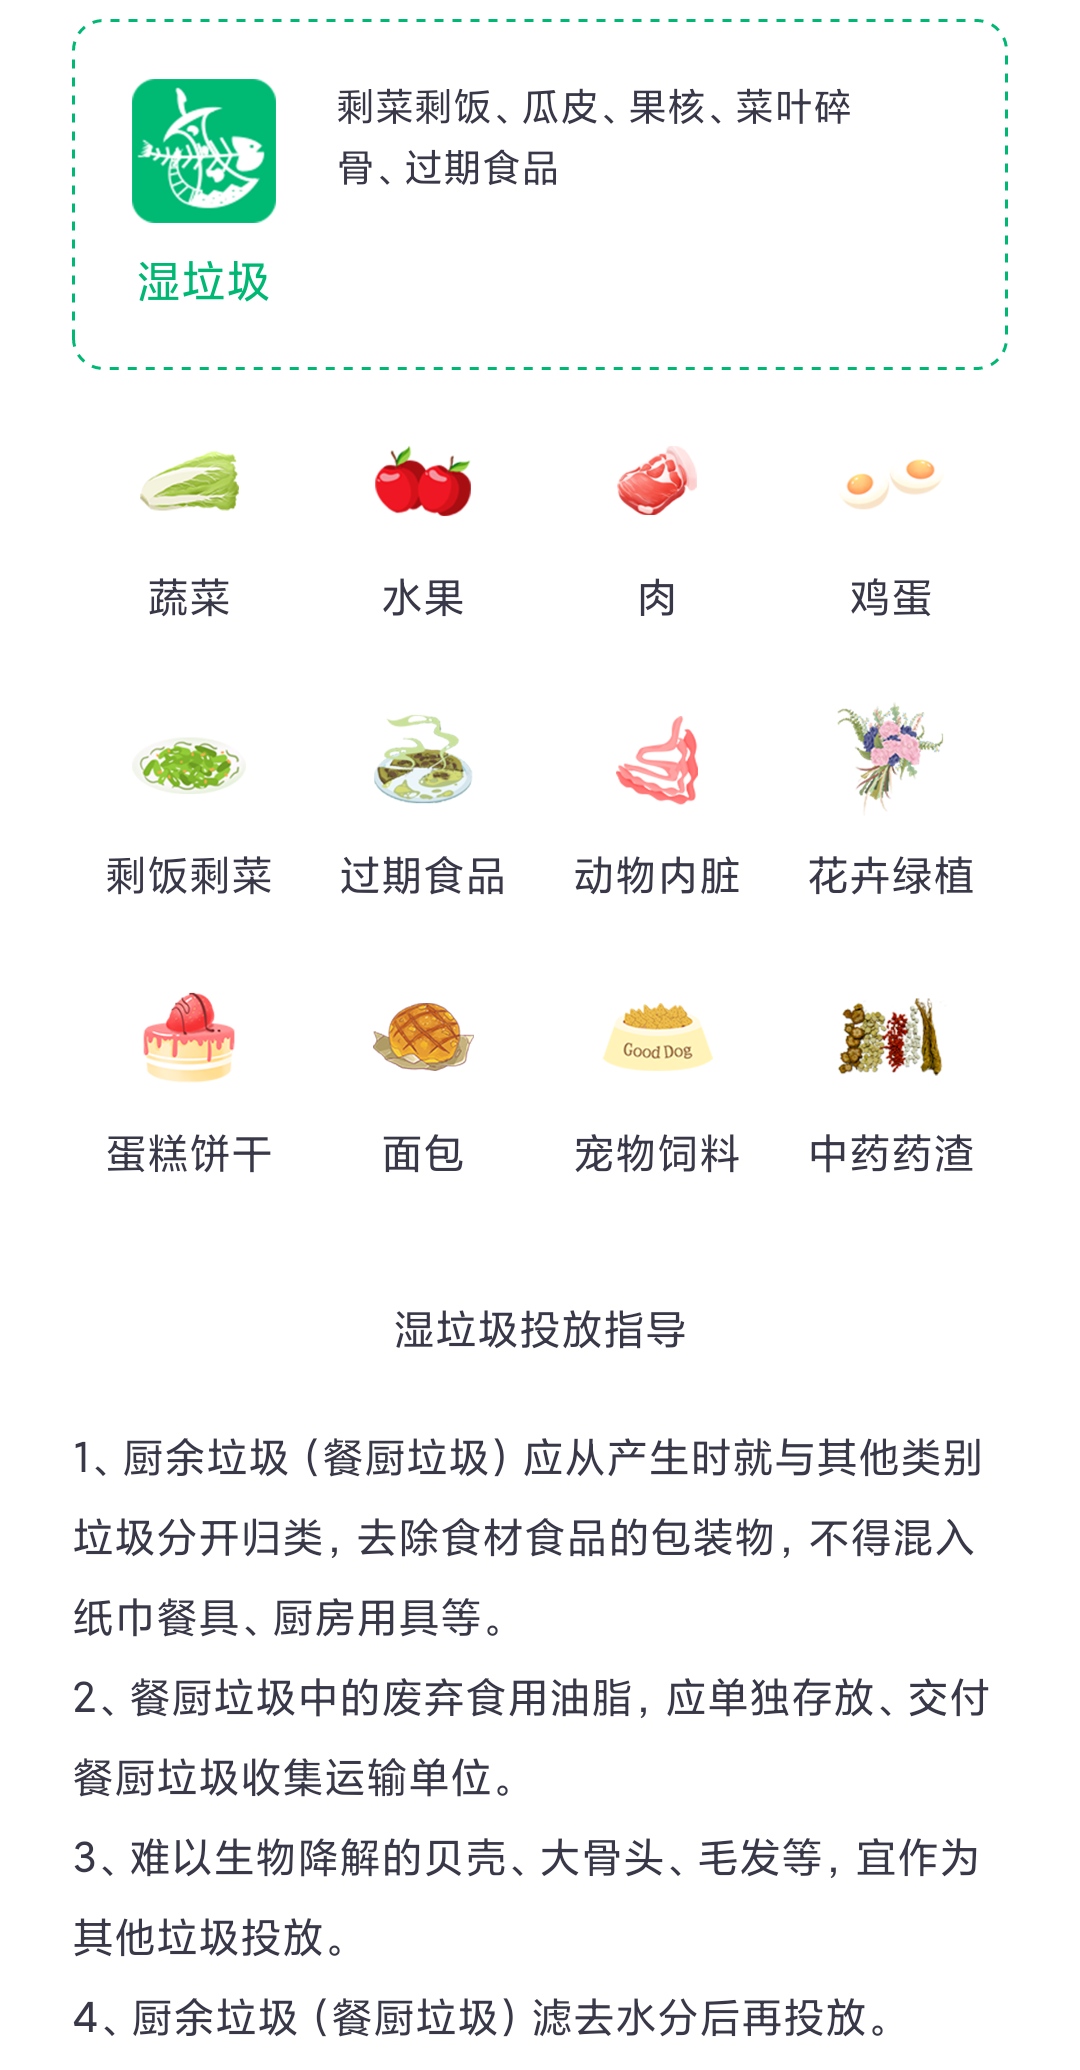 剩菜剩饭、瓜皮、果核、菜叶碎
骨、过期食品
湿垃圾
蔬菜 水果 肉 鸡蛋
剩饭剩菜 过期食品 动物内脏 花卉绿植
Good Dog
蛋糕饼干 面包 宠物饲料 中药药渣
湿垃圾投放指导
1、厨余垃圾（餐厨垃圾）应从产生时就与其他类别
垃圾分开归类，去除食材食品的包装物，不得混入
纸巾餐具、厨房用具等。
2、餐厨垃圾中的废弃食用油脂，应单独存放、交付
餐厨垃圾收集运输单位。
3、难以生物降解的贝壳、大骨头、毛发等，宜作为
其他垃圾投放。
4、厨余垃圾（餐厨垃圾）滤去水分后再投放。